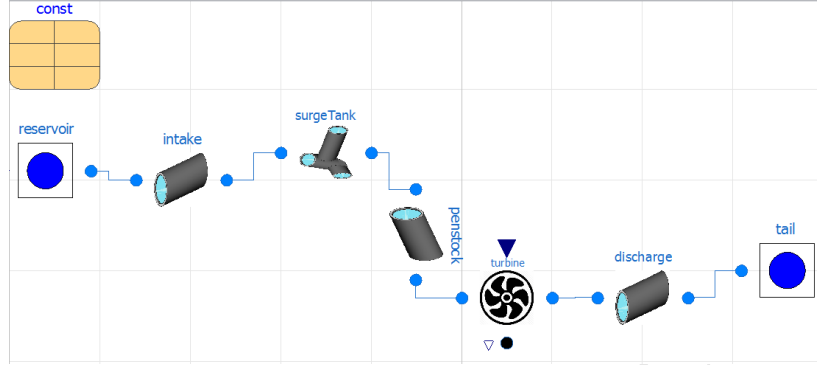 const
surgeTank
reservoir
intake
penstock
tail
discharge
turbine